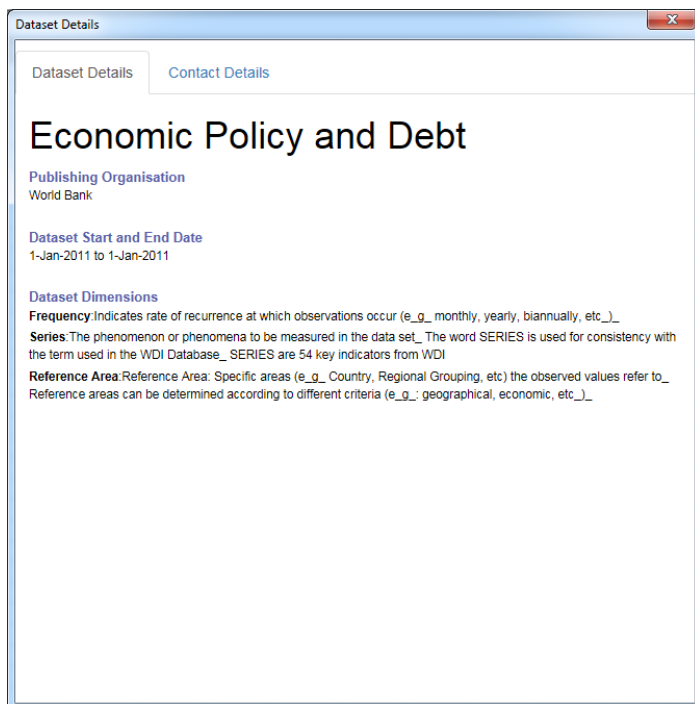 Dataset Details
Dataset Details
Contact Details
Economic Policy and Debt
Publishing Organisation
World Bank
Dataset Start and End Date
1-Jan-2011 to 1-Jan-2011
Dataset Dimensions
Frequency:Indicates rate of recurrence at which observations occur (e_g_ monthly, yearly, biannually, etc_)_
Series:The phenomenon or phenomena to be measured in the data set_ The word SERIES is used for consistency with
the term used in the WDI Database_ SERIES are 54 key indicators from WDI
Reference Area:Reference Area: Specific areas (e_g_ Country, Regional Grouping, etc) the observed values refer to_
Reference areas can be determined according to different criteria (e_g_: geographical, economic, etc_)_